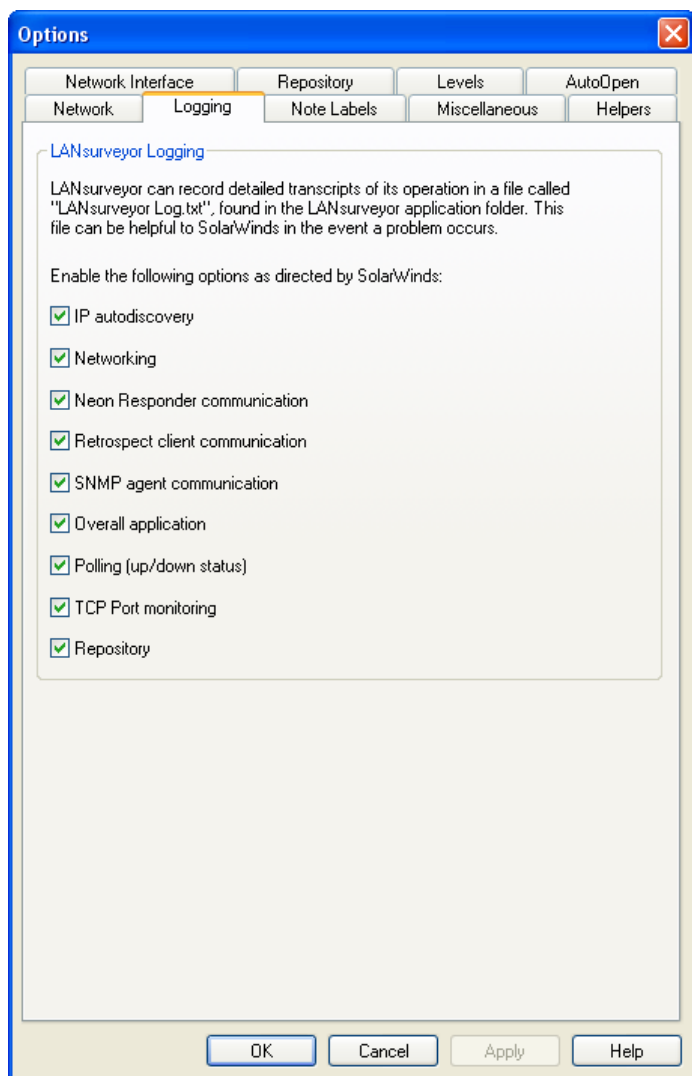 Options
Network Interface Repository Levels AutoOpen
Network Logging Note Labels Miscellaneous Helpers
LANsurveyor Logging
LANsurveyor can record detailed transcripts of its operation in a file called
"LANsurveyor Log.txt", found in the LANsurveyor application folder. This
file can be helpful to SolarWinds in the event a problem occurs.
Enable the following options as directed by SolarWinds:
IP autodiscovery
Networking
Neon Responder communication
Retrospect client communication
SNMP agent communication
Overall application
Polling (up/down status)
TCP Port monitoring
Repository
OK Cancel Apply Help